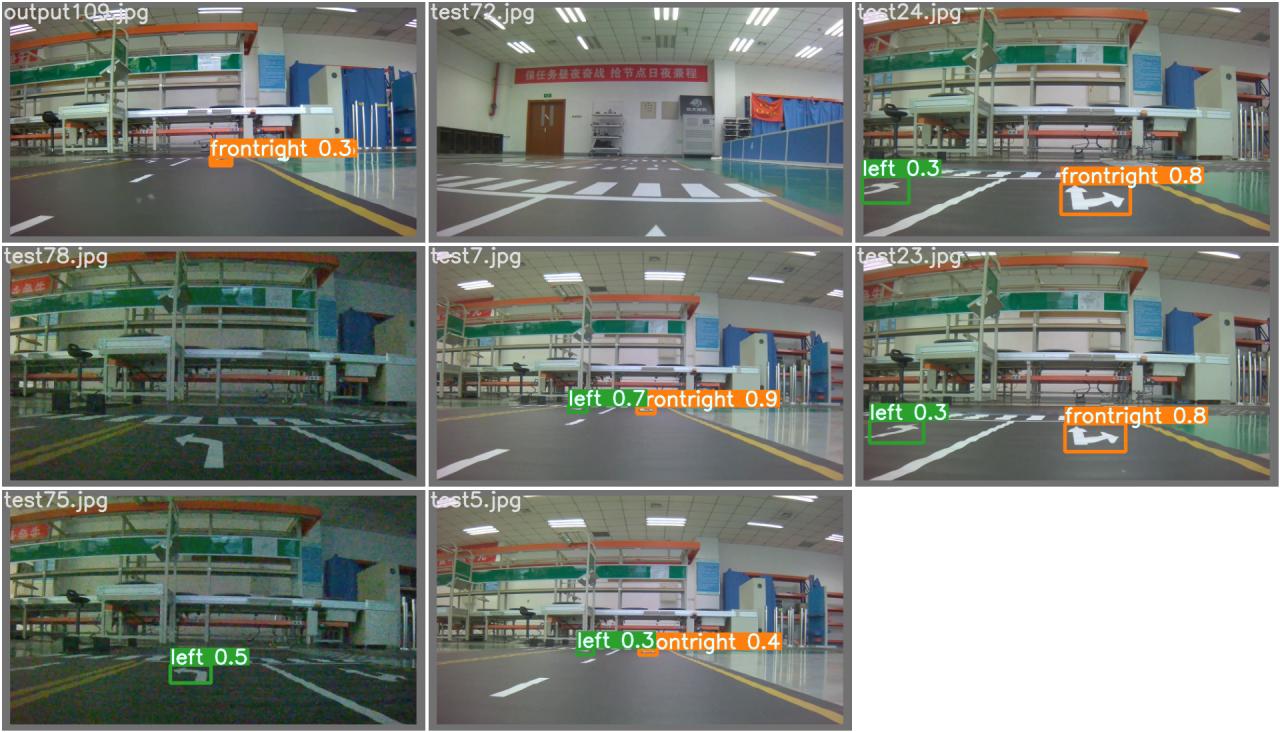 output109.jpg
frontright 0.3
test72.jpg
保任务昼夜奋战 给节点日夜兼程
test24.jpg
left 0.3
frontright 0.8
test78.jpg
test7.jpg
left 0.7
rontright 0.9
test23.jpg
left 0.3
frontright 0.8
test75.jpg
left 0.5
test5.jpg
left 0.3
ontright 0.4